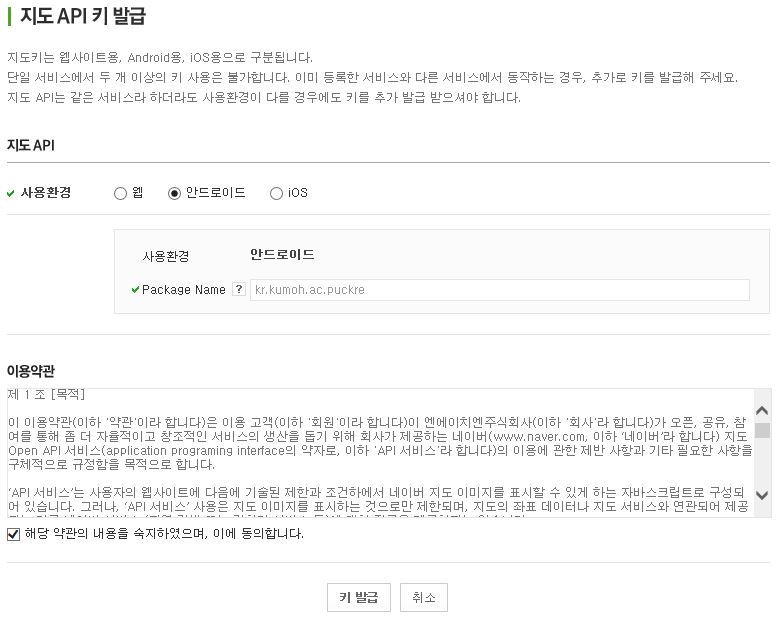 지도 API 키 발급
지도키는 웹사이트용, Android용, iOS용으로 구분됩니다.
단일 서비스에서 두 개 이상의 키 사용은 불가합니다. 이미 등록한 서비스와 다른 서비스에서 동작하는 경우, 추가로 키를 발급해 주세요.
지도 API는 같은 서비스라 하더라도 사용환경이 다를 경우에도 키를 추가 발급 받으셔야 합니다.
지도 API
사용환경 웹 안드로이드 iOS
사용환경 안드로이드
Package Name ? kr.kumoh.ac.puckre
이용약관
제 1 조 [목적]
이 이용약관(이하 '약관'이라 합니다)은 이용 고객(이하 '회원'이라 합니다)이 엔에이치엔주식회사(이하 '회사'라 합니다)가 오픈, 공유, 참
여를 통해 좀 더 자율적이고 창조적인 서비스의 생산을 돕기 위해 회사가 제공하는 네이버(www.naver.com, 이하 '네이버'라 합니다) 지도
Open API 서비스(application programing interface의 약자로, 이하 'API 서비스'라 합니다)의 이용에 관한 제반 사항과 기타 필요한 사항을
구체적으로 규정함을 목적으로 합니다.
'API 서비스'는 사용자의 웹사이트에 다음에 기술된 제한과 조건하에서 네이버 지도 이미지를 표시할 수 있게 하는 자바스크립트로 구성되
어 있습니다. 그러나, 'API 서비스' 사용은 지도 이미지를 표시하는 것으로만 제한되며, 지도의 좌표 데이터나 지도 서비스와 연관되어 제공
해당 약관의 내용을 숙지하였으며, 이에 동의합니다.
키 발급 취소